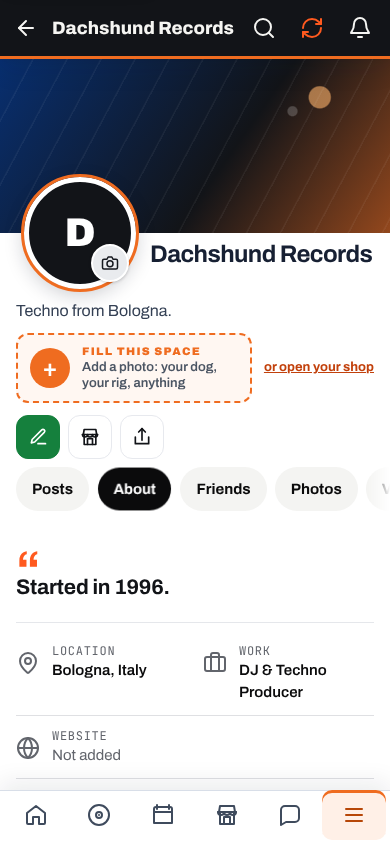 Dachshund Records
D
Dachshund Records
Techno from Bologna.
FILL THIS SPACE
Add a photo: your dog,
your rig, anything
or open your shop
Posts
About
Friends
Photos
“
Started in 1996.
LOCATION
Bologna, Italy
WORK
DJ & Techno
Producer
WEBSITE
Not added